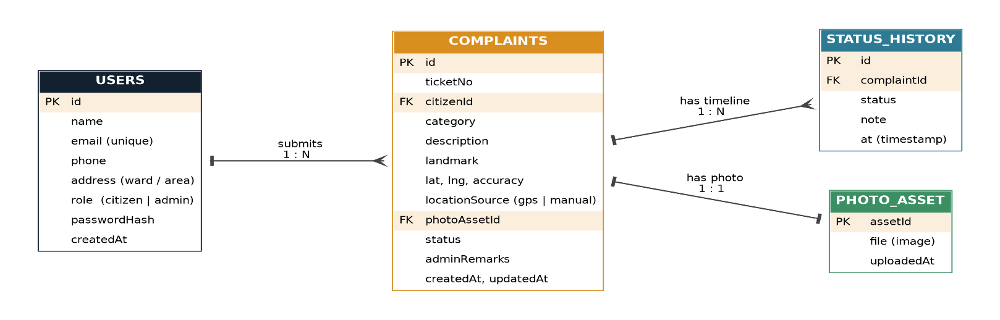 USERS
PK id
name
email (unique)
phone
address (ward / area)
role  (citizen | admin)
passwordHash
createdAt
submits
1 : N
COMPLAINTS
PK id
ticketNo
FK citizenId
category
description
landmark
lat, lng, accuracy
locationSource (gps | manual)
FK photoAssetId
status
adminRemarks
createdAt, updatedAt
has timeline
1 : N
has photo
1 : 1
STATUS_HISTORY
PK id
FK complaintId
status
note
at (timestamp)
PHOTO_ASSET
PK assetId
file (image)
uploadedAt